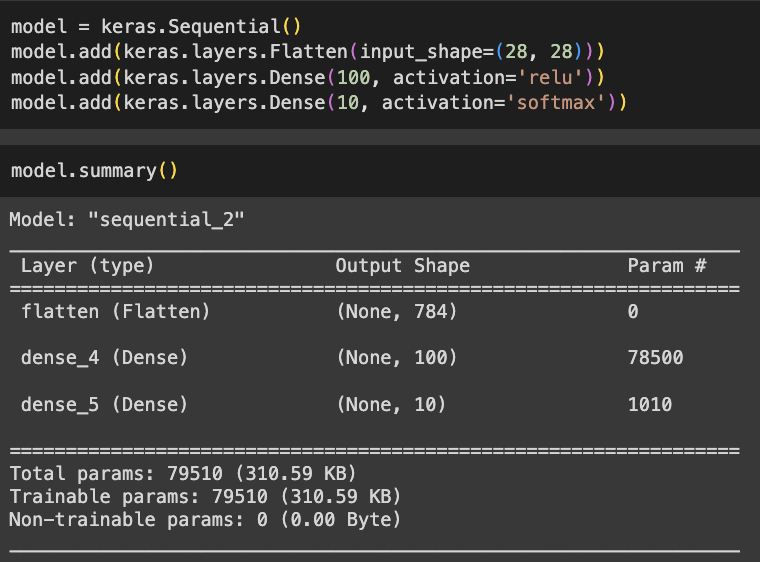 model = keras.Sequential()
model.add(keras.layers.Flatten(input_shape=(28, 28)))
model.add(keras.layers.Dense(100, activation='relu'))
model.add(keras.layers.Dense(10, activation='softmax'))
model.summary()
Model: "sequential_2"
Layer (type) Output Shape Param #
flatten (Flatten) (None, 784) 0
dense_4 (Dense) (None, 100) 78500
dense_5 (Dense) (None, 10) 1010
Total params: 79510 (310.59 KB)
Trainable params: 79510 (310.59 KB)
Non-trainable params: 0 (0.00 Byte)